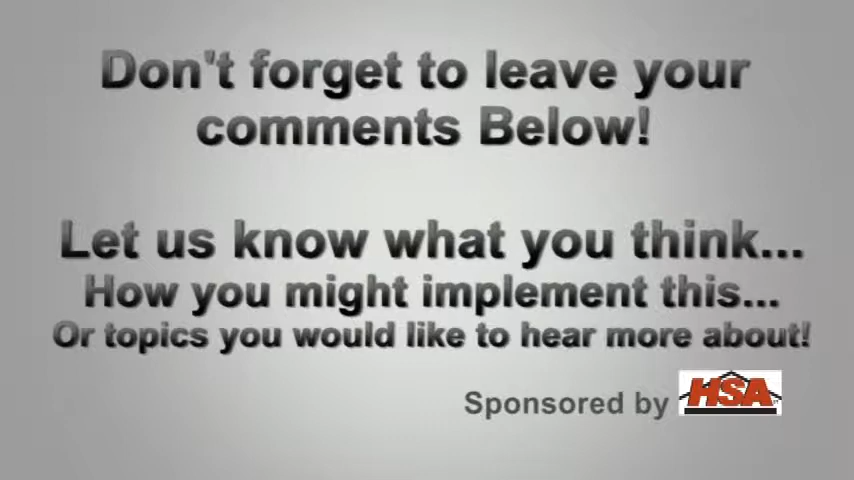 Don't forget to leave your
comments Below!
Let us know what you think...
How you might implement this...
Or topics you would like to hear more about!
Sponsored by HSA